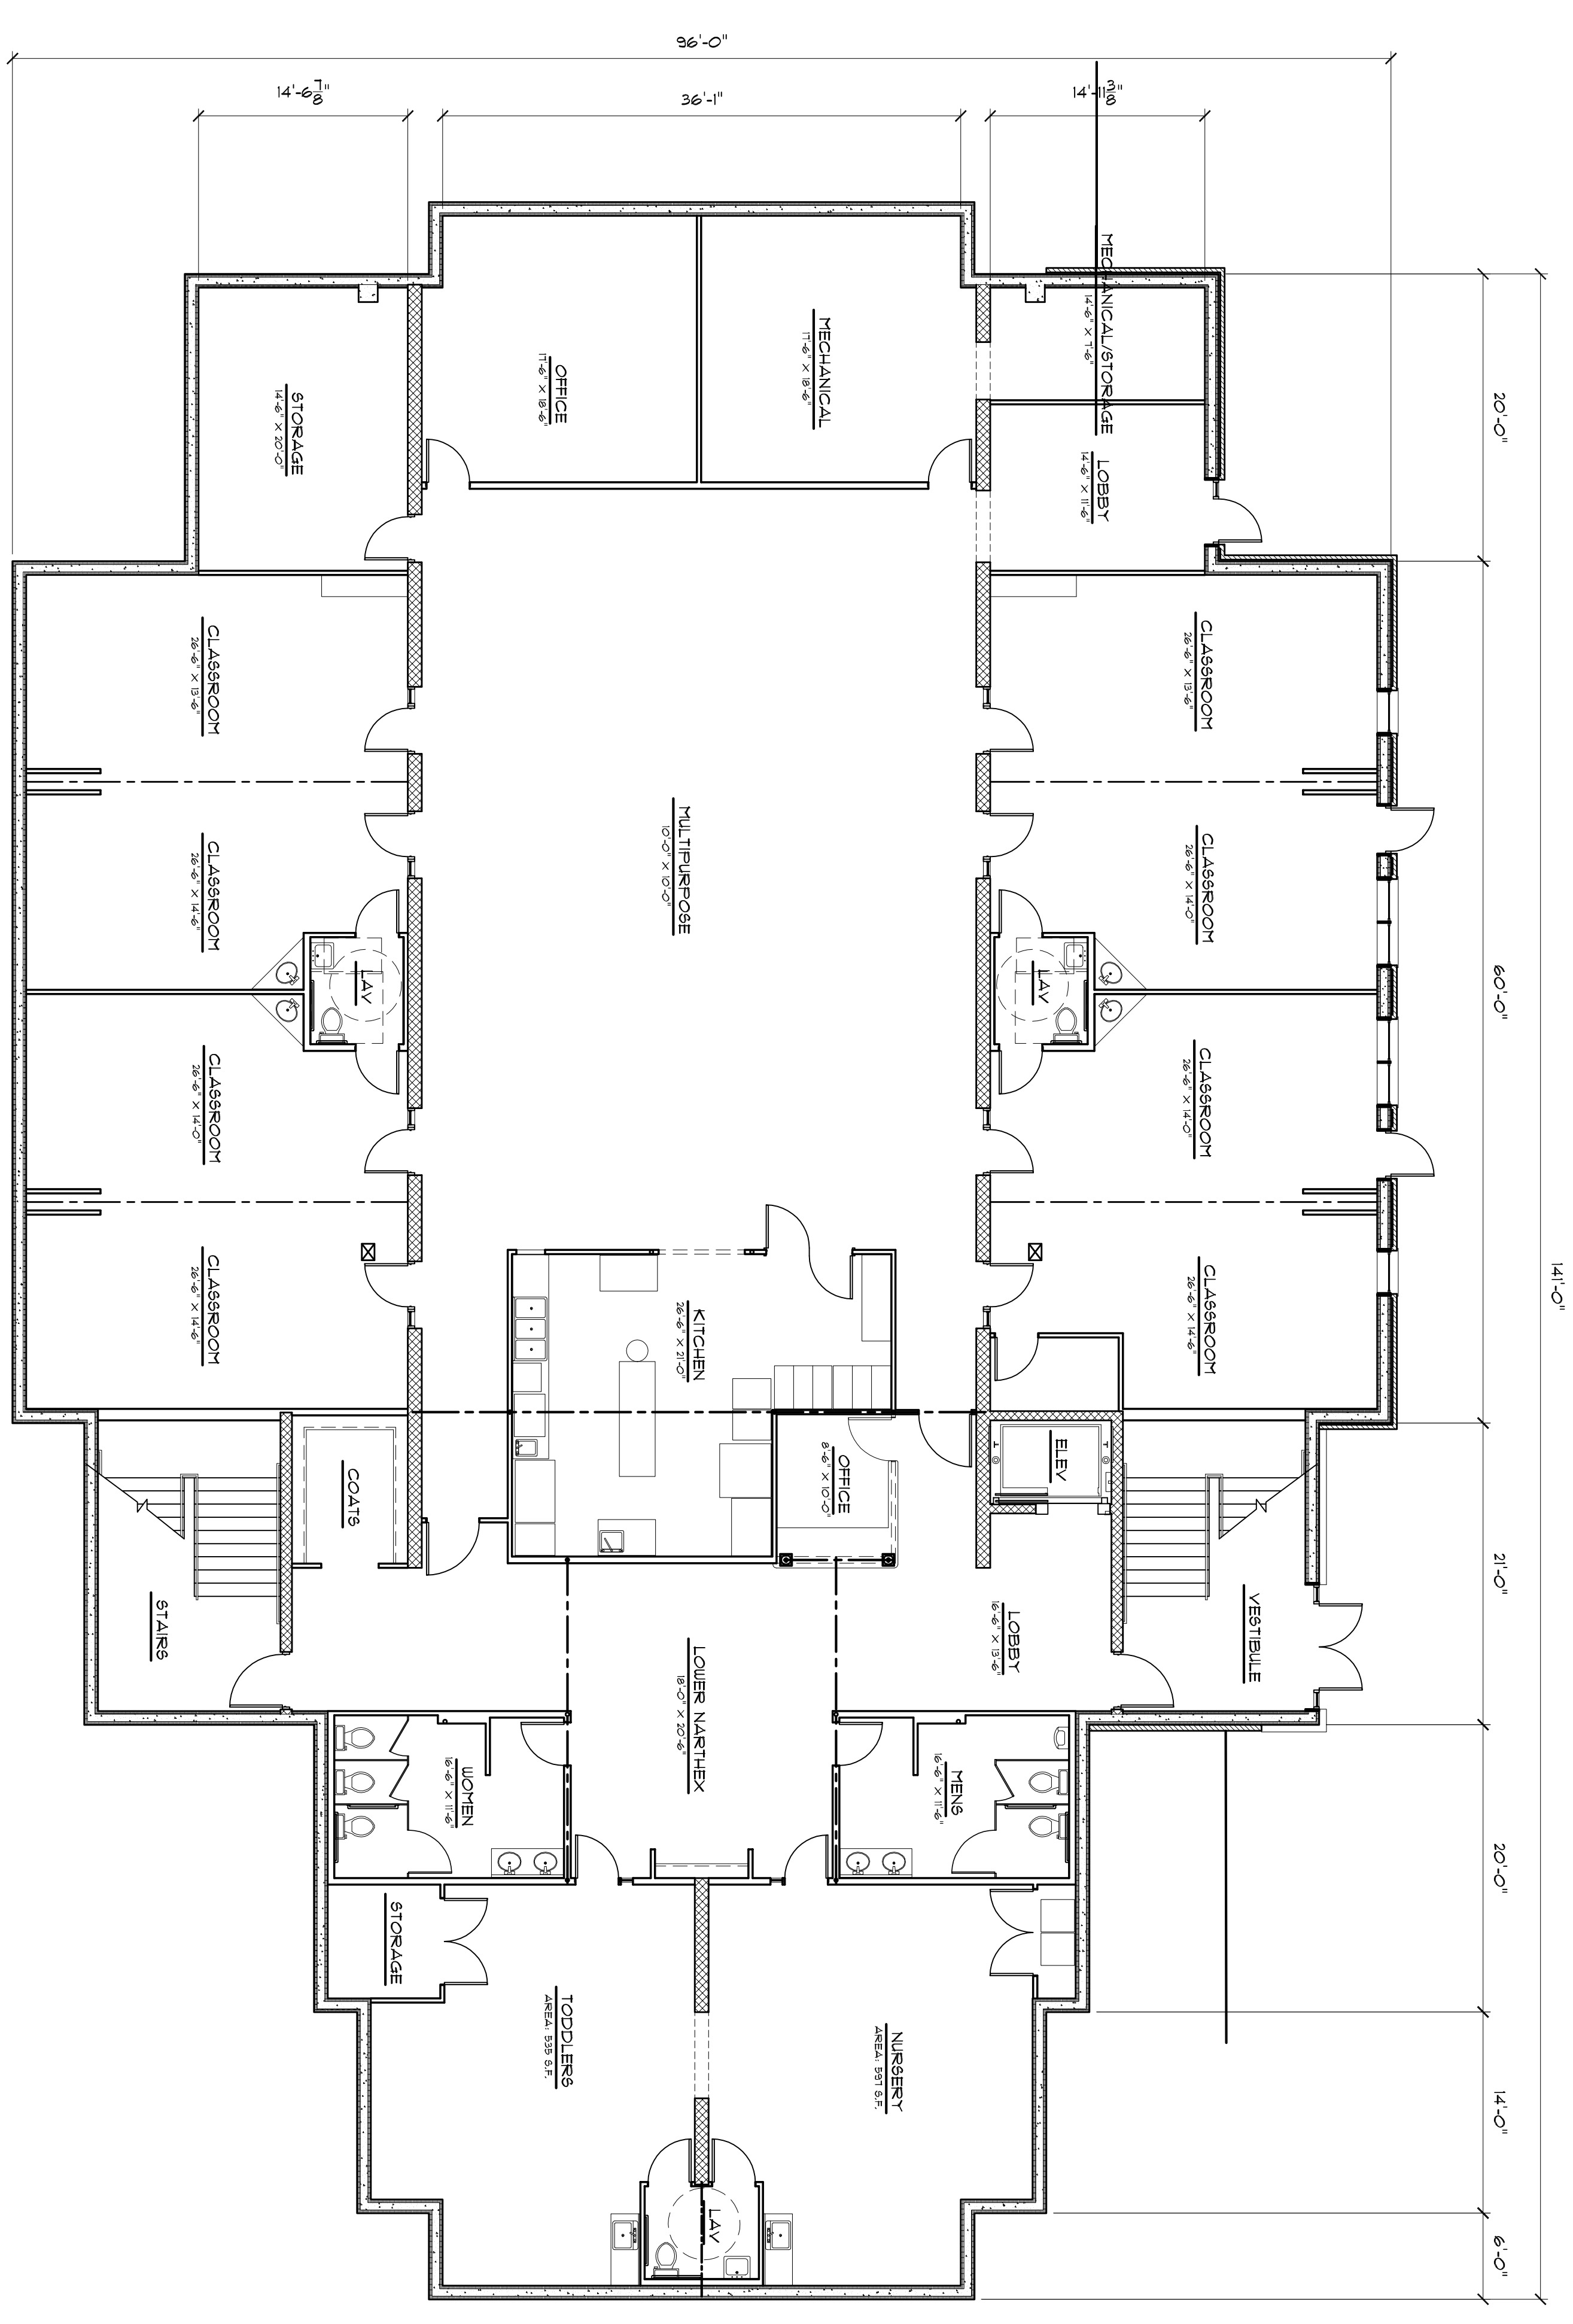 96'-0"
14'-6 7/8"
36'-1"
14'-11 3/8"
MECHANICAL/STORAGE
14'-6" X 7'-6"
MECHANICAL
17'-6" X 18'-6"
OFFICE
17'-6" X 18'-6"
STORAGE
14'-6" X 20'-0"
LOBBY
14'-6" X 11'-6"
20'-0"
CLASSROOM
26'-6" X 13'-6"
CLASSROOM
26'-6" X 13'-6"
MULTIPURPOSE
10'-0" X 10'-0"
CLASSROOM
26'-6" X 14'-6"
CLASSROOM
26'-6" X 14'-0"
LAV
LAV
60'-0"
CLASSROOM
26'-6" X 14'-0"
CLASSROOM
26'-6" X 14'-0"
CLASSROOM
26'-6" X 14'-6"
CLASSROOM
26'-6" X 14'-6"
KITCHEN
26'-6" X 21'-0"
141'-0"
COATS
OFFICE
8'-6" X 10'-0"
ELEV
21'-0"
STAIRS
LOBBY
16'-6" X 13'-6"
VESTIBULE
LOWER NARTHEX
18'-0" X 20'-6"
WOMEN
16'-6" X 11'-6"
MENS
16'-6" X 11'-6"
20'-0"
STORAGE
TODDLERS
AREA: 535 S.F.
NURSERY
AREA: 597 S.F.
14'-0"
LAV
6'-0"